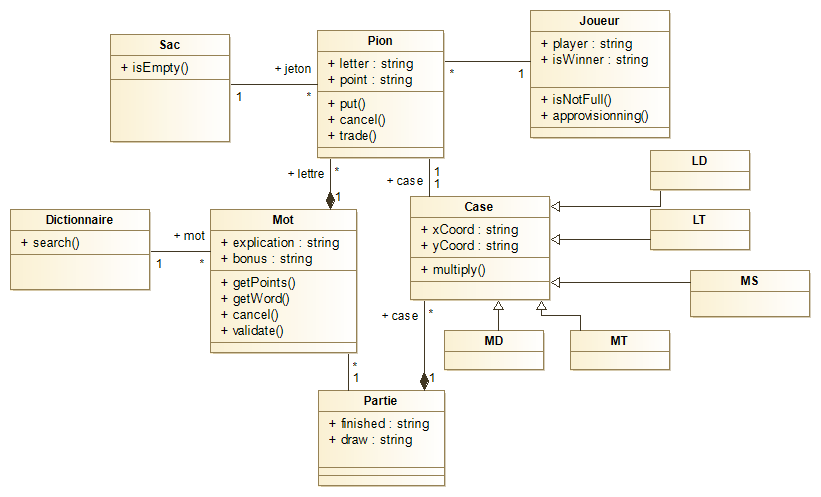 Sac
+ isEmpty()
1
+ jeton
*
Pion
+ letter : string
+ point : string
+ put()
+ cancel()
+ trade()
*
1
Joueur
+ player : string
+ isWinner : string
+ isNotFull()
+ approvisionning()
+ lettre
*
1
1
1
+ case
LD
LT
MS
MD
MT
Dictionnaire
+ search()
1
+ mot
*
Mot
+ explication : string
+ bonus : string
+ getPoints()
+ getWord()
+ cancel()
+ validate()
Case
+ xCoord : string
+ yCoord : string
+ multiply()
+ case
*
1
*
1
Partie
+ finished : string
+ draw : string